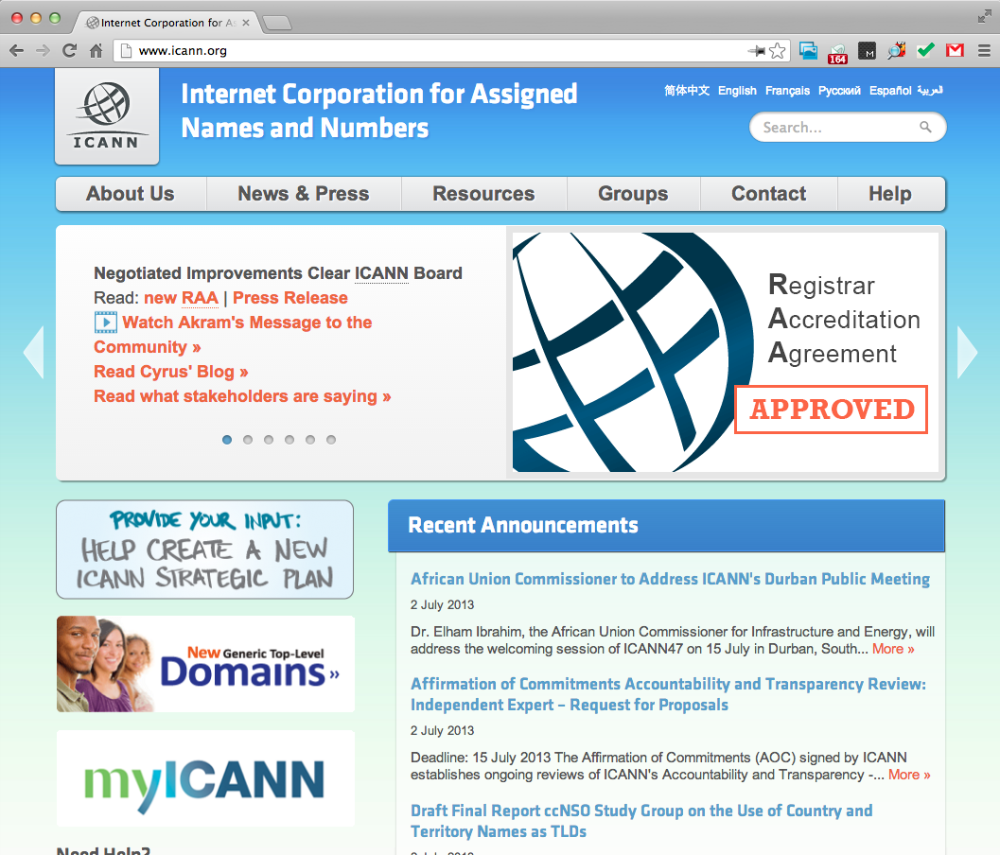 Internet Corporation for As
www.icann.org
164
M
ICANN
Internet Corporation for Assigned
Names and Numbers
简体中文 English Français Русский Español العربية
Search...
About Us News & Press Resources Groups Contact Help
Negotiated Improvements Clear ICANN Board
Read: new RAA | Press Release
Watch Akram's Message to the
Community »
Read Cyrus' Blog »
Read what stakeholders are saying »
Registrar
Accreditation
Agreement
APPROVED
PROVIDE YOUR INPUT:
HELP CREATE A NEW
ICANN STRATEGIC PLAN
New Generic Top-Level
Domains »
myICANN
Need Help?
Recent Announcements
African Union Commissioner to Address ICANN's Durban Public Meeting
2 July 2013
Dr. Elham Ibrahim, the African Union Commissioner for Infrastructure and Energy, will
address the welcoming session of ICANN47 on 15 July in Durban, South... More »
Affirmation of Commitments Accountability and Transparency Review:
Independent Expert – Request for Proposals
2 July 2013
Deadline: 15 July 2013 The Affirmation of Commitments (AOC) signed by ICANN
establishes ongoing reviews of ICANN's Accountability and Transparency -... More »
Draft Final Report ccNSO Study Group on the Use of Country and
Territory Names as TLDs